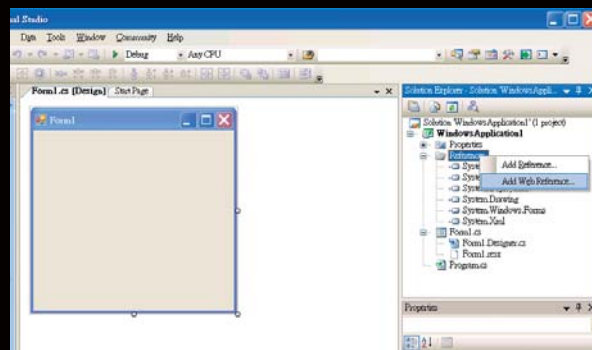 al Studio
Data Tools Window Community Help
Debug Any CPU
Form1.cs [Design] Start Page
Form1
Solution Explorer - Solution 'WindowsAppli...
Solution 'WindowsApplication1' (1 project)
WindowsApplication1
Properties
References
Add Reference...
Add Web Reference...
System.Drawing
System.Windows.Forms
System.Xml
Form1.cs
Form1.Designer.cs
Form1.resx
Program.cs
Properties